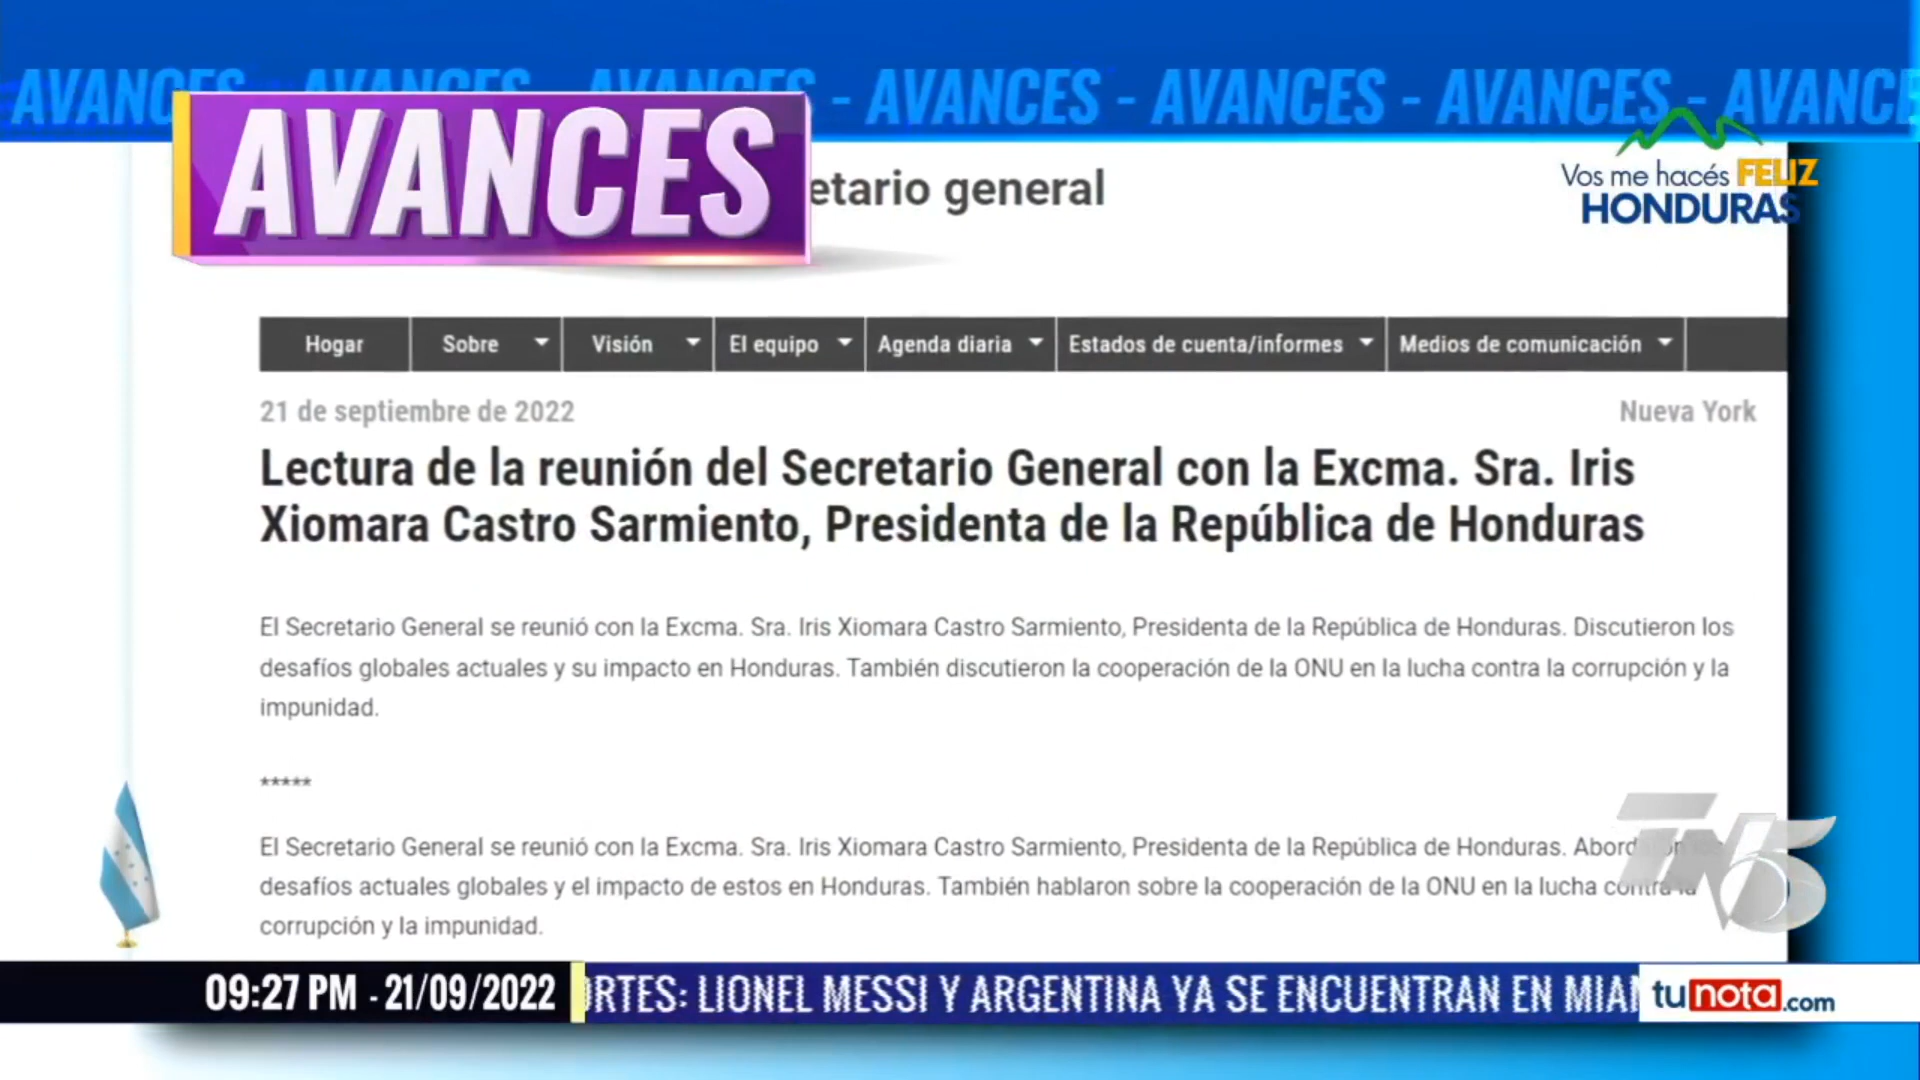 AVANCES - AVANCES - AVANCES - AVANCES
AVANCES
etario general
Vos me hacés FELIZ
HONDURAS
Hogar Sobre Visión El equipo Agenda diaria Estados de cuenta/informes Medios de comunicación
21 de septiembre de 2022 Nueva York
Lectura de la reunión del Secretario General con la Excma. Sra. Iris
Xiomara Castro Sarmiento, Presidenta de la República de Honduras
El Secretario General se reunió con la Excma. Sra. Iris Xiomara Castro Sarmiento, Presidenta de la República de Honduras. Discutieron los
desafíos globales actuales y su impacto en Honduras. También discutieron la cooperación de la ONU en la lucha contra la corrupción y la
impunidad.
*****
El Secretario General se reunió con la Excma. Sra. Iris Xiomara Castro Sarmiento, Presidenta de la República de Honduras.
desafíos actuales globales y el impacto de estos en Honduras. También hablaron sobre la cooperación de la ONU en la lucha contra la
corrupción y la impunidad.
TN5
09:27 PM - 21/09/2022 ORTES: LIONEL MESSI Y ARGENTINA YA SE ENCUENTRAN EN MIAM
tunota.com